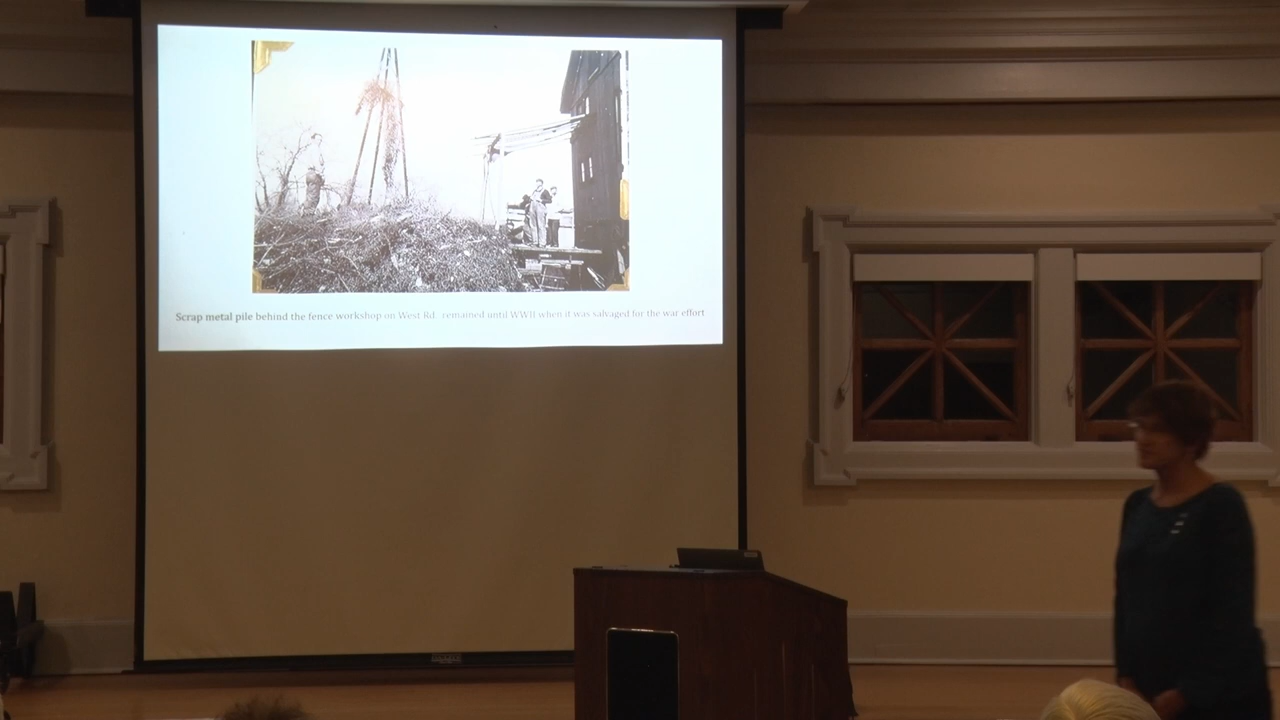 Scrap metal pile behind the fence workshop on West Rd remained until WWII when it was salvaged for the war effort